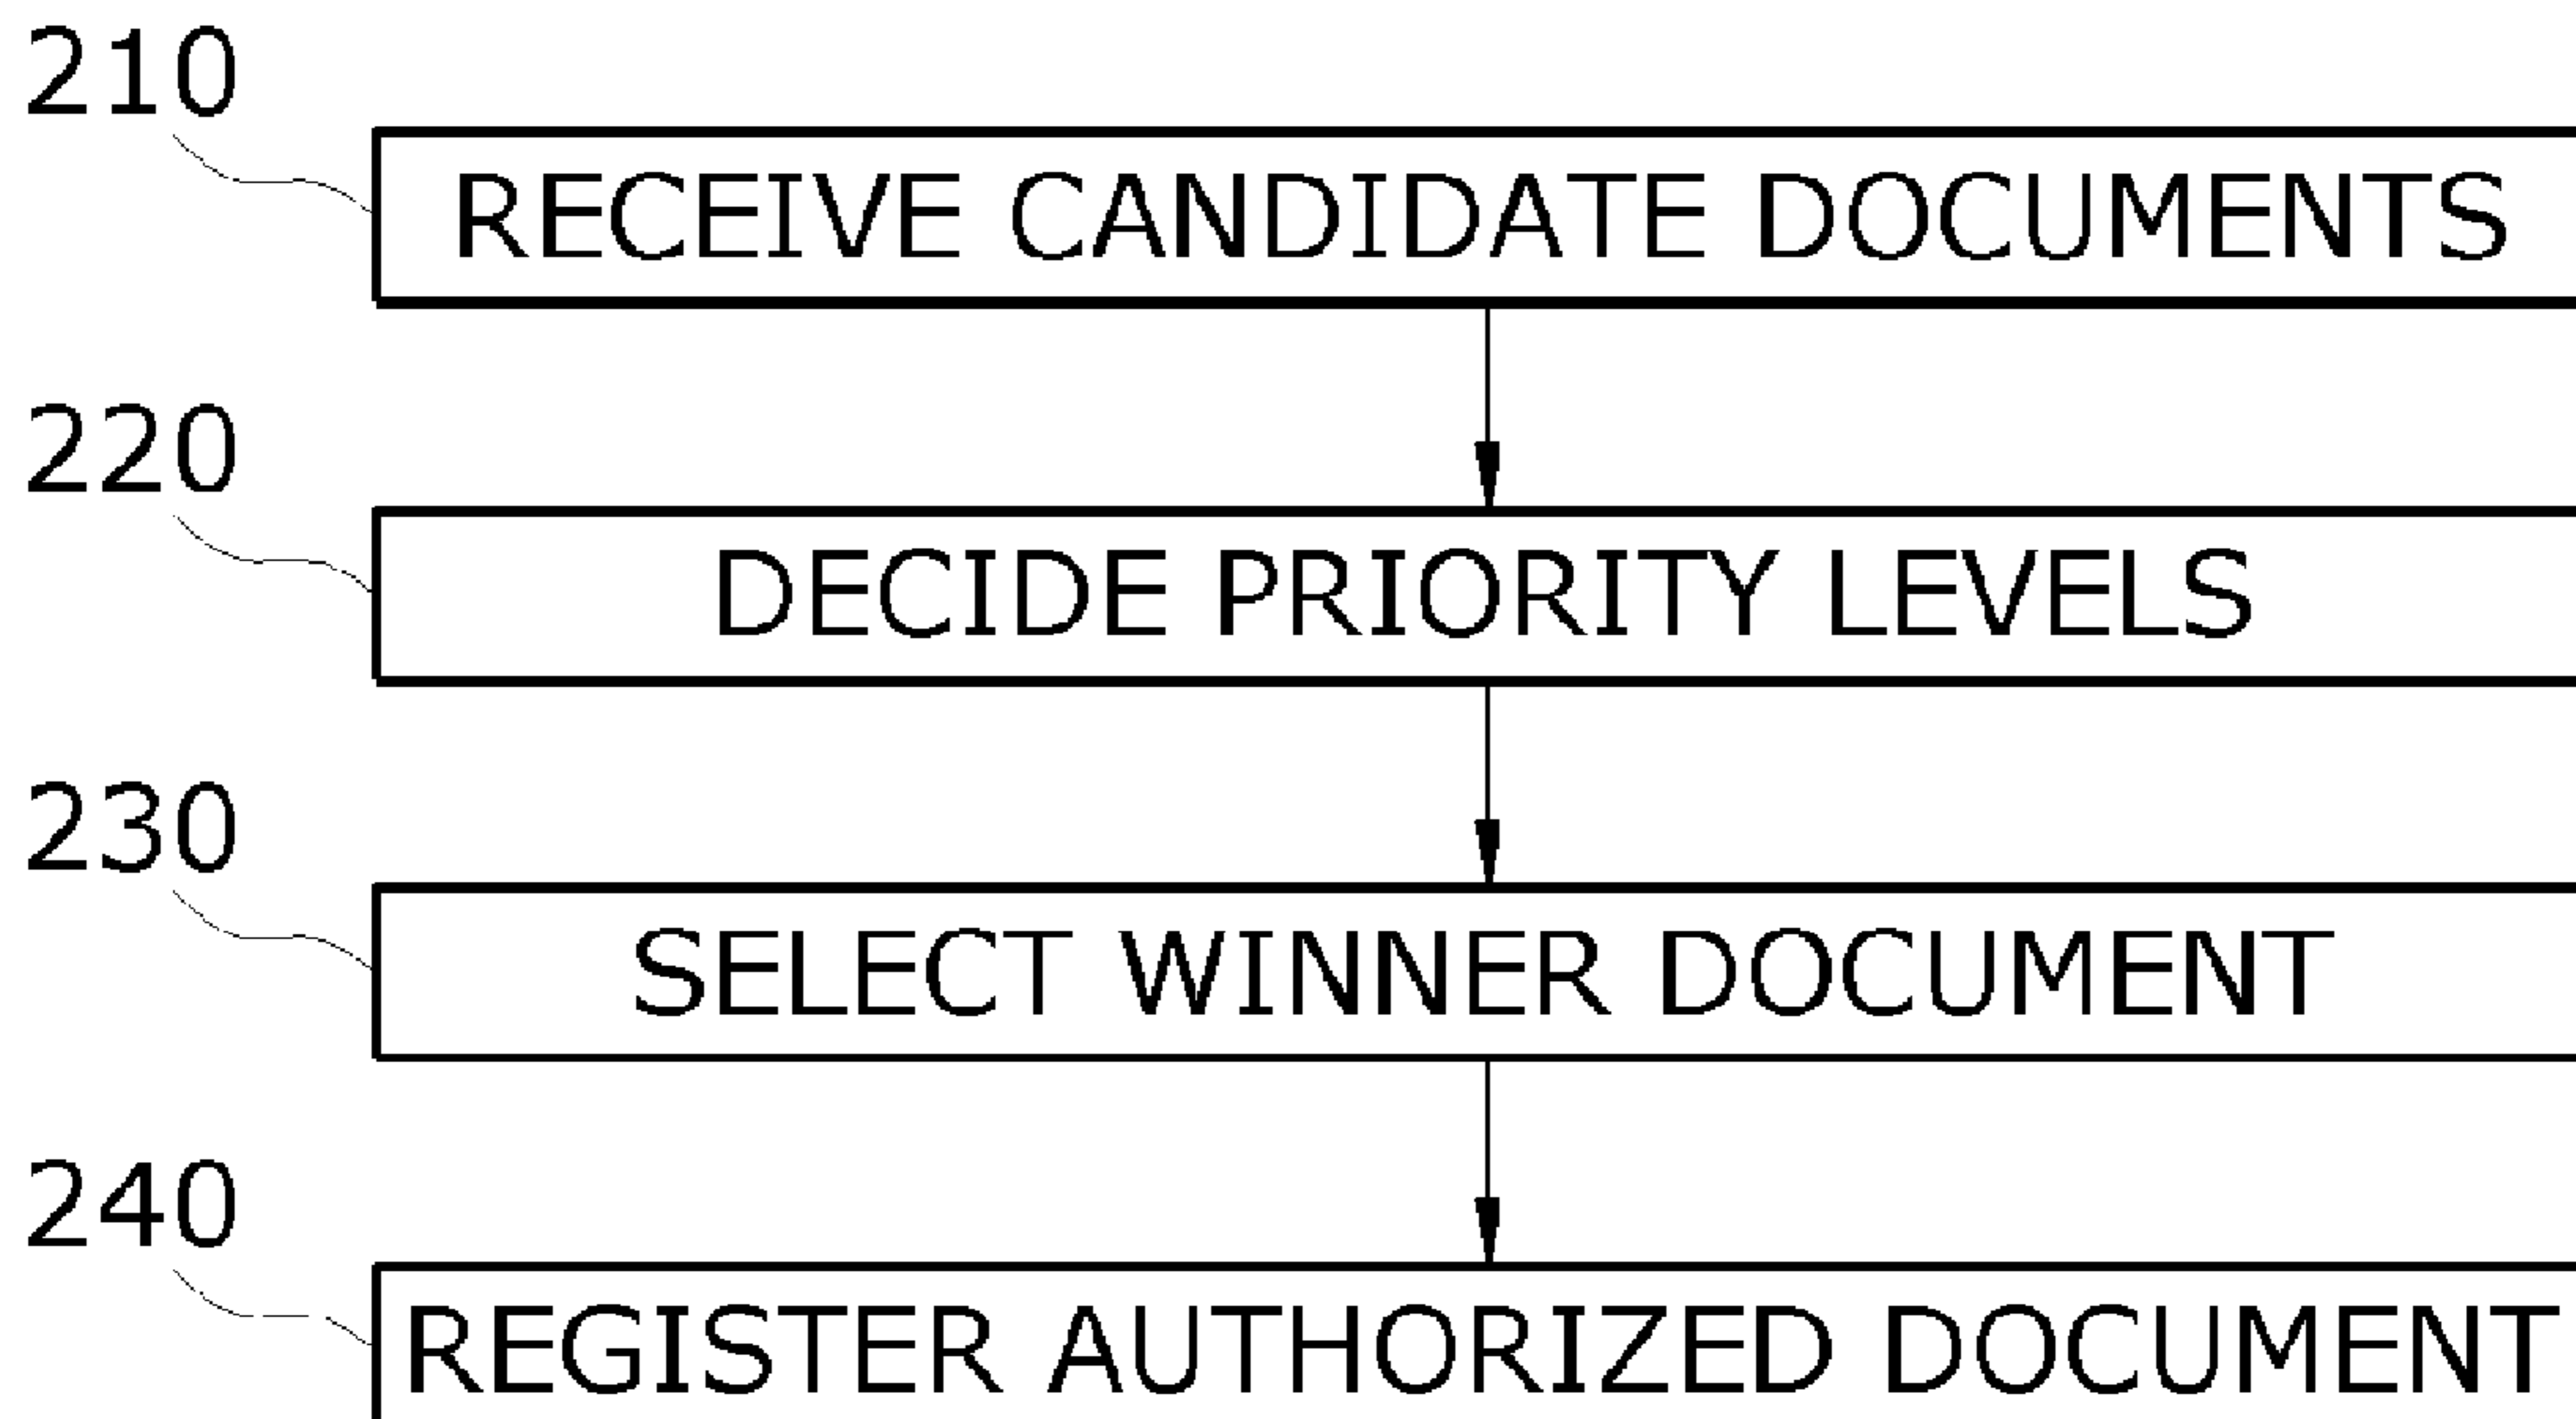 210
RECEIVE CANDIDATE DOCUMENTS
220
DECIDE PRIORITY LEVELS
230
SELECT WINNER DOCUMENT
240
REGISTER AUTHORIZED DOCUMENT